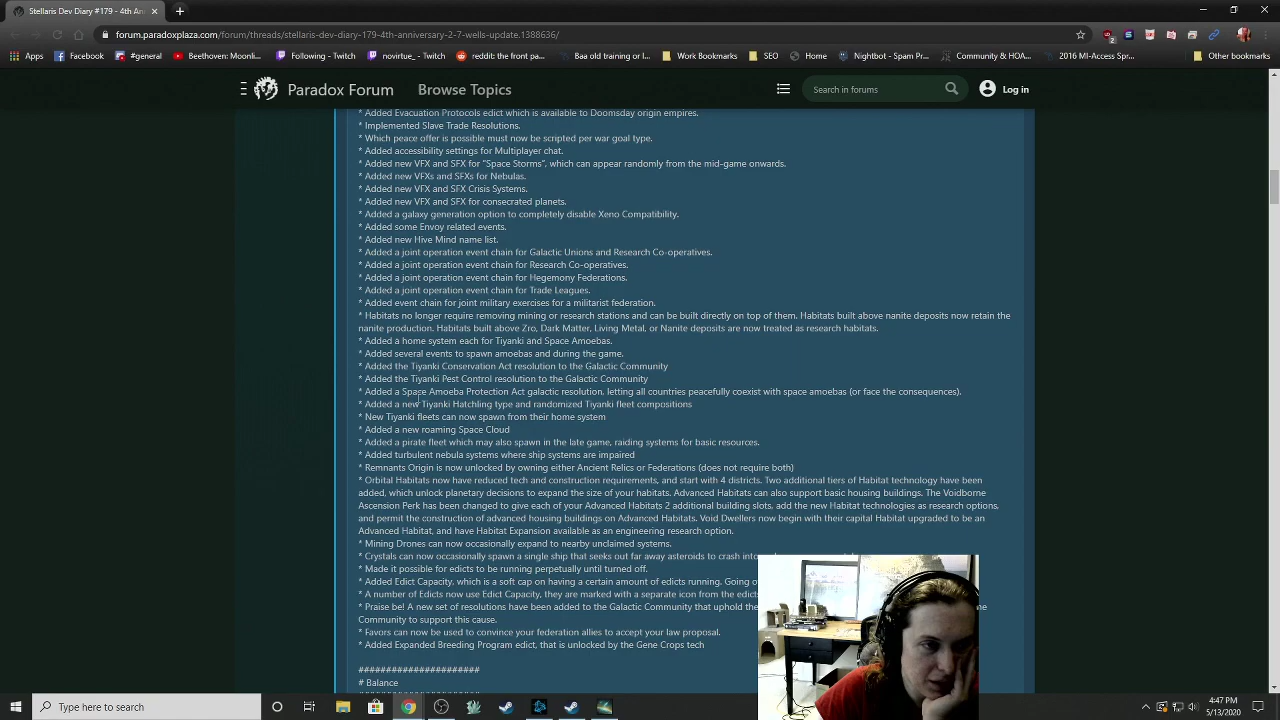 Stellaris Dev Diary #179 - 4th Ann
forum.paradoxplaza.com/forum/threads/stellaris-dev-diary-179-4th-anniversary-2-7-wells-update.1388636/
Apps Facebook #general Beethoven: Moonli... Following - Twitch novirtue_ - Twitch reddit: the front pa... Baa old torino or l... Work Bookmarks SEO Nightbot - Spam Pr... Community & HOA... 2016 MI-Access Spr...
Paradox Forum Browse Topics Search in forums Log in
* Added Evacuation Protocols edict which is available to Doomsday origin empires.
* Implemented Slave Trade Resolutions.
* Which peace offer is possible must now be scripted per war goal type.
* Added accessibility settings for Multiplayer chat.
* Added new VFX and SFX for "Space Storms", which can appear randomly from the mid-game onwards.
* Added new VFXs and SFXs for Nebulas.
* Added new VFX and SFX Crisis Systems.
* Added new VFX and SFX for consecrated planets.
* Added a galaxy generation option to completely disable Xeno Compatibility.
* Added some Envoy related events.
* Added new Hive Mind name list.
* Added a joint operation event chain for Galactic Unions and Research Co-operatives.
* Added a joint operation event chain for Research Co-operatives.
* Added a joint operation event chain for Hegemony Federations.
* Added a joint operation event chain for Trade Leagues.
* Added event chain for joint military exercises for a militarist federation.
* Habitats no longer require removing mining or research stations and can be built directly on top of them. Habitats built above nanite deposits now retain the
nanite production. Habitats built above Zro, Dark Matter, Living Metal, or Nanite deposits are now treated as research habitats.
* Added a home system each for Tiyanki and Space Amoebas.
* Added several events to spawn amoebas and during the game.
* Added the Tiyanki Conservation Act resolution to the Galactic Community
* Added the Tiyanki Pest Control resolution to the Galactic Community
* Added a Space Amoeba Protection Act galactic resolution, letting all countries peacefully coexist with space amoebas (or face the consequences).
* Added a new Tiyanki Hatchling type and randomized Tiyanki fleet compositions
* New Tiyanki fleets can now spawn from their home system
* Added a new roaming Space Cloud
* Added a pirate fleet which may also spawn in the late game, raiding systems for basic resources.
* Added turbulent nebula systems where ship systems are impaired
* Remnants Origin is now unlocked by owning either Ancient Relics or Federations (does not require both)
* Orbital Habitats now have reduced tech and construction requirements, and start with 4 districts. Two additional tiers of Habitat technology have been
added, which unlock planetary decisions to expand the size of your habitats. Advanced Habitats can also support basic housing buildings. The Voidborne
Ascension Perk has been changed to give each of your Advanced Habitats 2 additional building slots, add the new Habitat technologies as research options,
and permit the construction of advanced housing buildings on Advanced Habitats. Void Dwellers now begin with their capital Habitat upgraded to be an
Advanced Habitat, and have Habitat Expansion available as an engineering research option.
* Mining Drones can now occasionally expand to nearby unclaimed systems.
* Crystals can now occasionally spawn a single ship that seeks out far away asteroids to crash into
* Made it possible for edicts to be running perpetually until turned off.
* Added Edict Capacity, which is a soft cap on having a certain amount of edicts running. Going o
* A number of Edicts now use Edict Capacity, they are marked with a separate icon from the edicts
* Praise be! A new set of resolutions have been added to the Galactic Community that uphold the
Community to support this cause.
* Favors can now be used to convince your federation allies to accept your law proposal.
* Added Expanded Breeding Program edict, that is unlocked by the Gene Crops tech
######################
# Balance
Type here to search
4:47 PM
5/13/2020